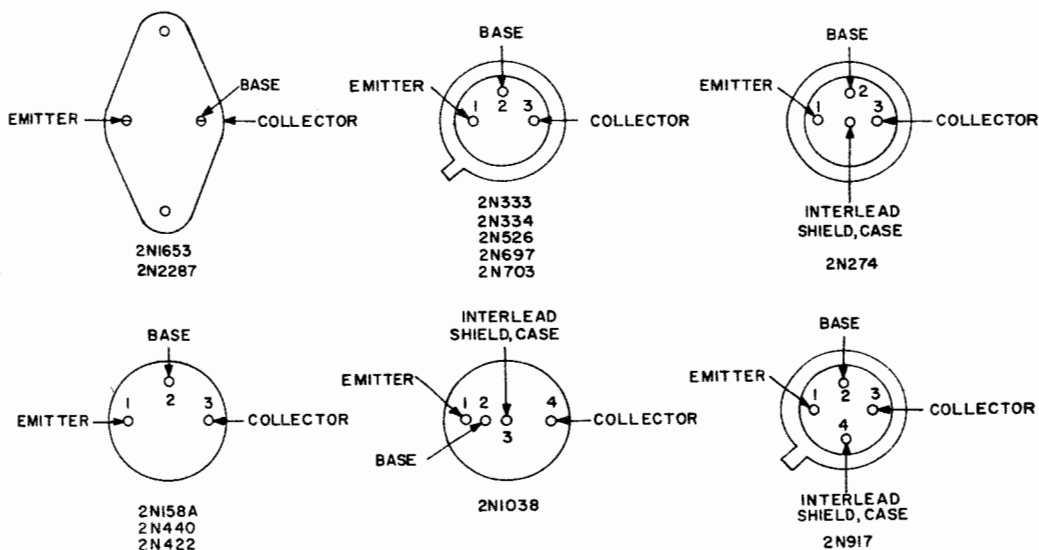 EMITTER
BASE
COLLECTOR
2N1653
2N2287
BASE
EMITTER
1
2
3
COLLECTOR
2N333
2N334
2N526
2N697
2N703
BASE
EMITTER
1
2
3
COLLECTOR
INTERLEAD
SHIELD, CASE
2N274
BASE
EMITTER
1
2
3
COLLECTOR
2N158A
2N440
2N422
INTERLEAD
SHIELD, CASE
EMITTER
1
2
3
4
BASE
COLLECTOR
2N1038
BASE
EMITTER
1
2
3
4
COLLECTOR
INTERLEAD
SHIELD, CASE
2N917